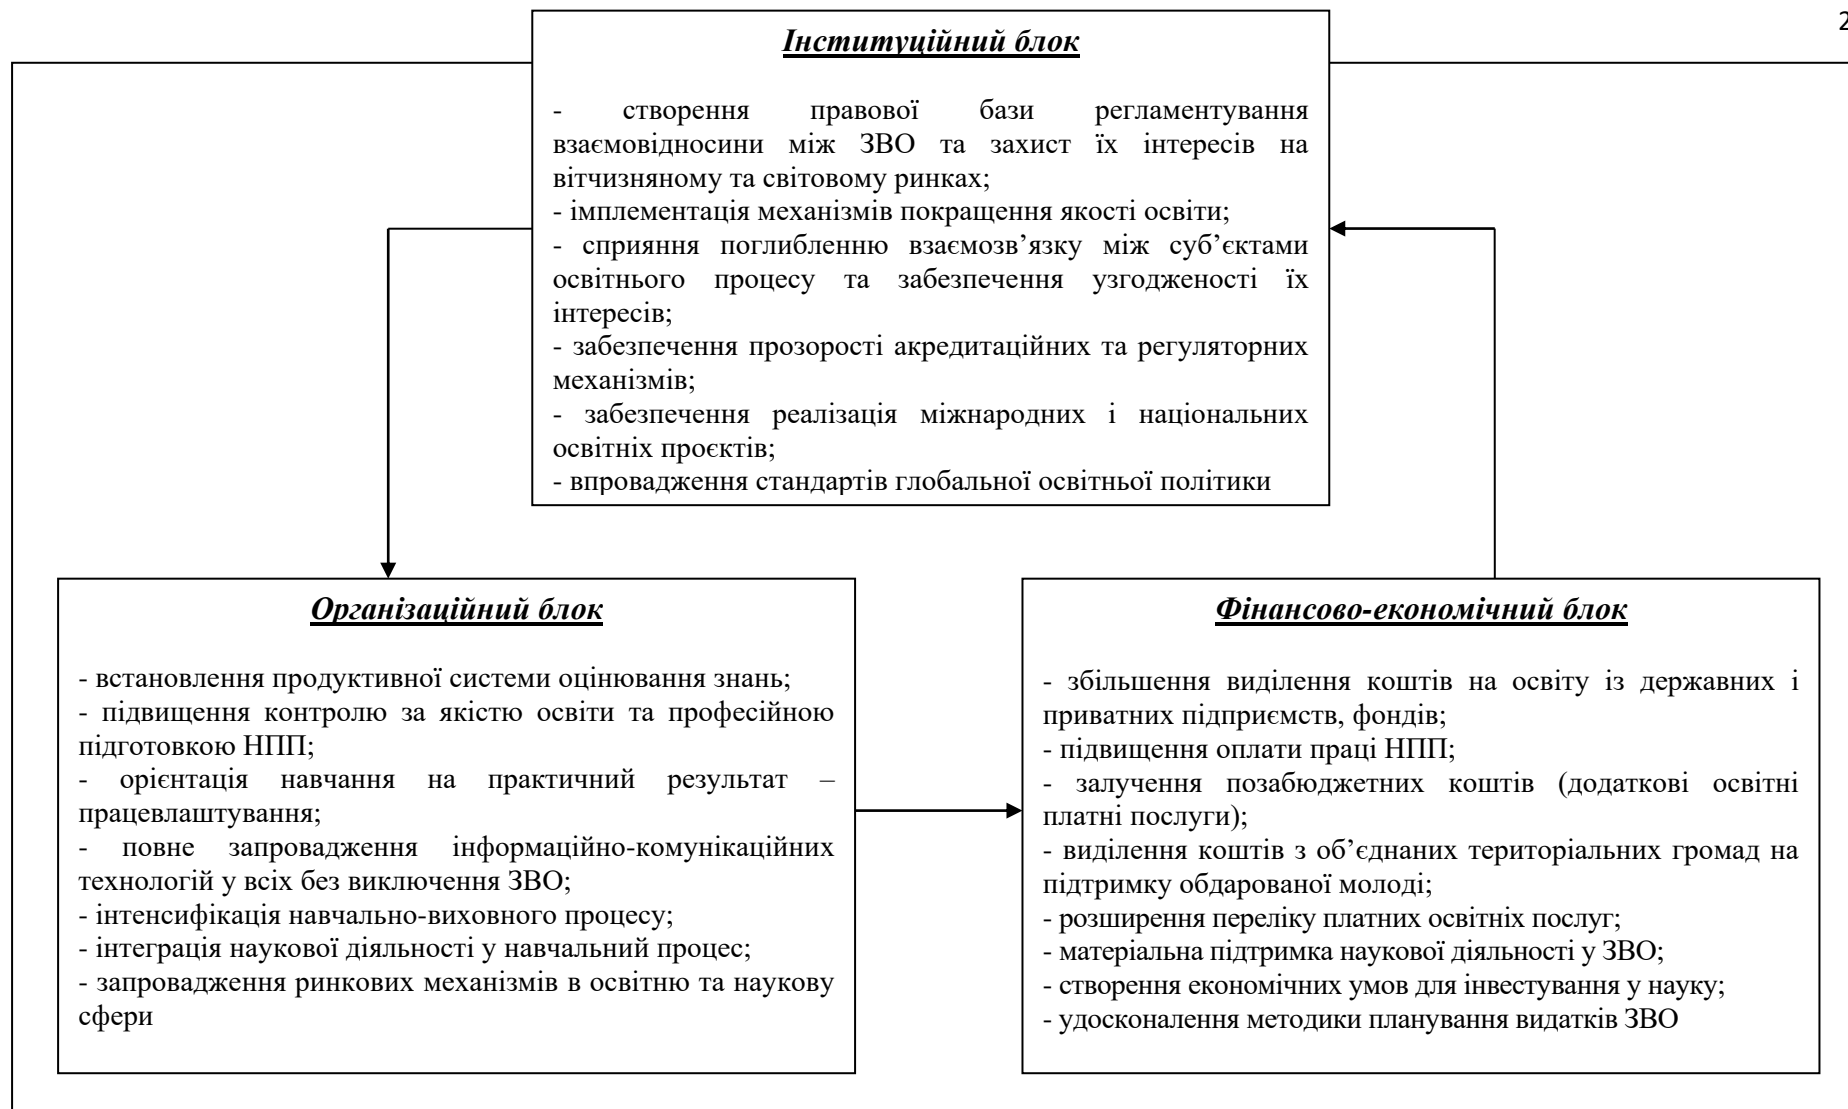 2
Інституційний блок
- створення правової бази регламентування
взаємовідносини між ЗВО та захист їх інтересів на
вітчизняному та світовому ринках;
- імплементація механізмів покращення якості освіти;
- сприяння поглибленню взаємозв’язку між суб’єктами
освітнього процесу та забезпечення узгодженості їх
інтересів;
- забезпечення прозорості акредитаційних та регуляторних
механізмів;
- забезпечення реалізація міжнародних і національних
освітніх проєктів;
- впровадження стандартів глобальної освітньої політики
Організаційний блок
- встановлення продуктивної системи оцінювання знань;
- підвищення контролю за якістю освіти та професійною
підготовкою НПП;
- орієнтація навчання на практичний результат –
працевлаштування;
- повне запровадження інформаційно-комунікаційних
технологій у всіх без виключення ЗВО;
- інтенсифікація навчально-виховного процесу;
- інтеграція наукової діяльності у навчальний процес;
- запровадження ринкових механізмів в освітню та наукову
сфери
Фінансово-економічний блок
- збільшення виділення коштів на освіту із державних і
приватних підприємств, фондів;
- підвищення оплати праці НПП;
- залучення позабюджетних коштів (додаткові освітні
платні послуги);
- виділення коштів з об’єднаних територіальних громад на
підтримку обдарованої молоді;
- розширення переліку платних освітніх послуг;
- матеріальна підтримка наукової діяльності у ЗВО;
- створення економічних умов для інвестування у науку;
- удосконалення методики планування видатків ЗВО